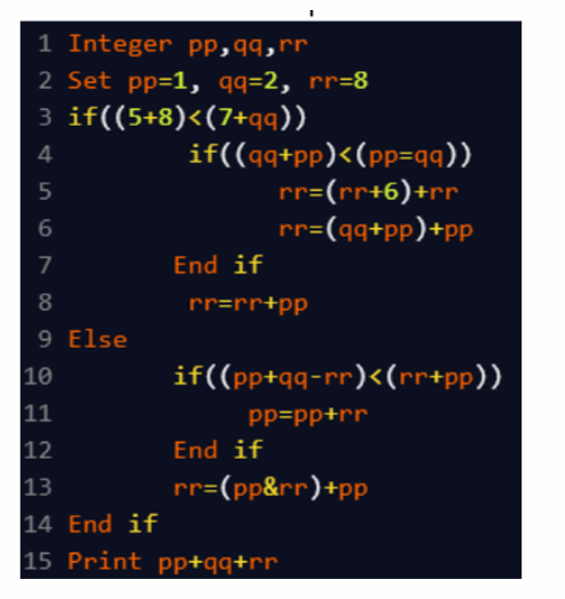 1 Integer pp,qq,rr
2 Set pp=1, qq=2, rr=8
3 if((5+8)<(7+qq))
4 if((qq+pp)<(pp=qq))
5 rr=(rr+6)+rr
6 rr=(qq+pp)+pp
7 End if
8 rr=rr+pp
9 Else
10 if((pp+qq-rr)<(rr+pp))
11 pp=pp+rr
12 End if
13 rr=(pp&rr)+pp
14 End if
15 Print pp+qq+rr